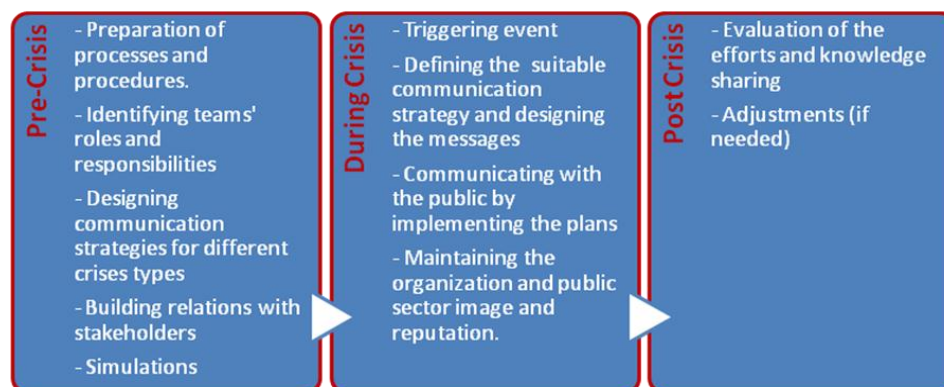 Pre-Crisis
- Preparation of
processes and
procedures.
- Identifying teams'
roles and
responsibilities
- Designing
communication
strategies for different
crises types
- Building relations with
stakeholders
- Simulations
During Crisis
- Triggering event
- Defining the suitable
communication
strategy and designing
the messages
- Communicating with
the public by
implementing the plans
- Maintaining the
organization and public
sector image and
reputation.
Post Crisis
- Evaluation of the
efforts and knowledge
sharing
- Adjustments (if
needed)